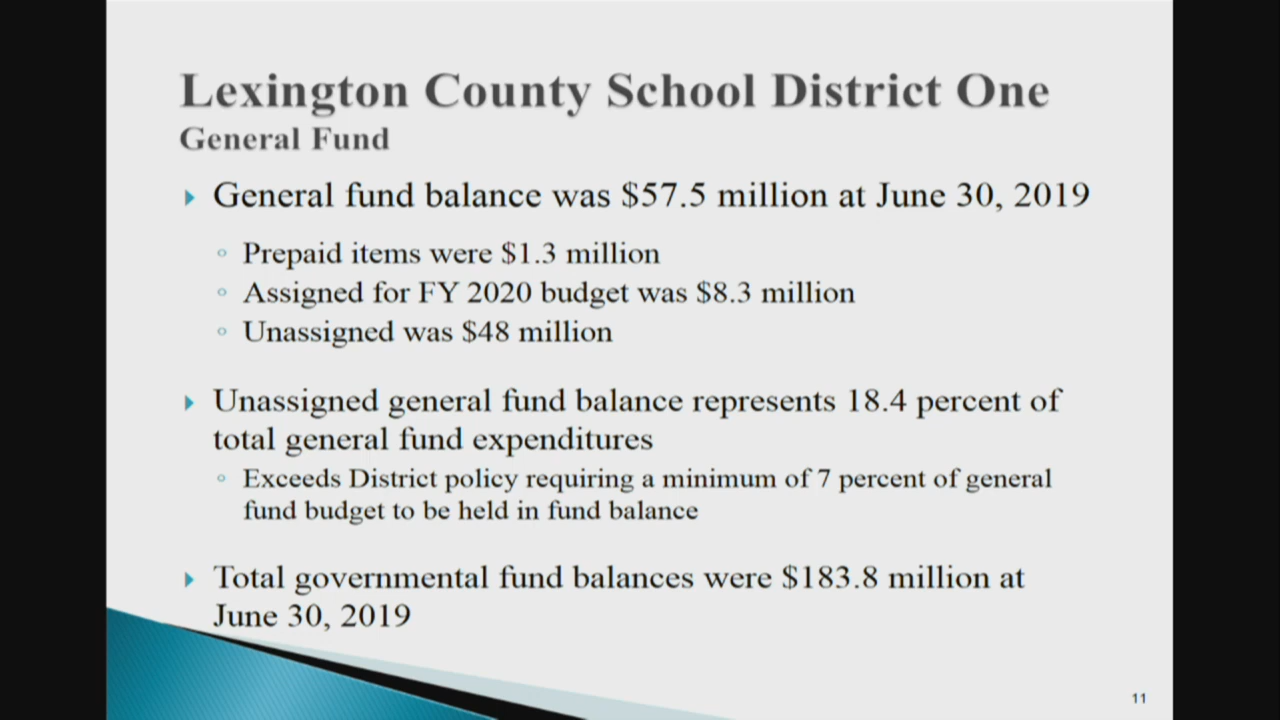 Lexington County School District One
General Fund
General fund balance was $57.5 million at June 30, 2019
Prepaid items were $1.3 million
Assigned for FY 2020 budget was $8.3 million
Unassigned was $48 million
Unassigned general fund balance represents 18.4 percent of
total general fund expenditures
Exceeds District policy requiring a minimum of 7 percent of general
fund budget to be held in fund balance
Total governmental fund balances were $183.8 million at
June 30, 2019
11